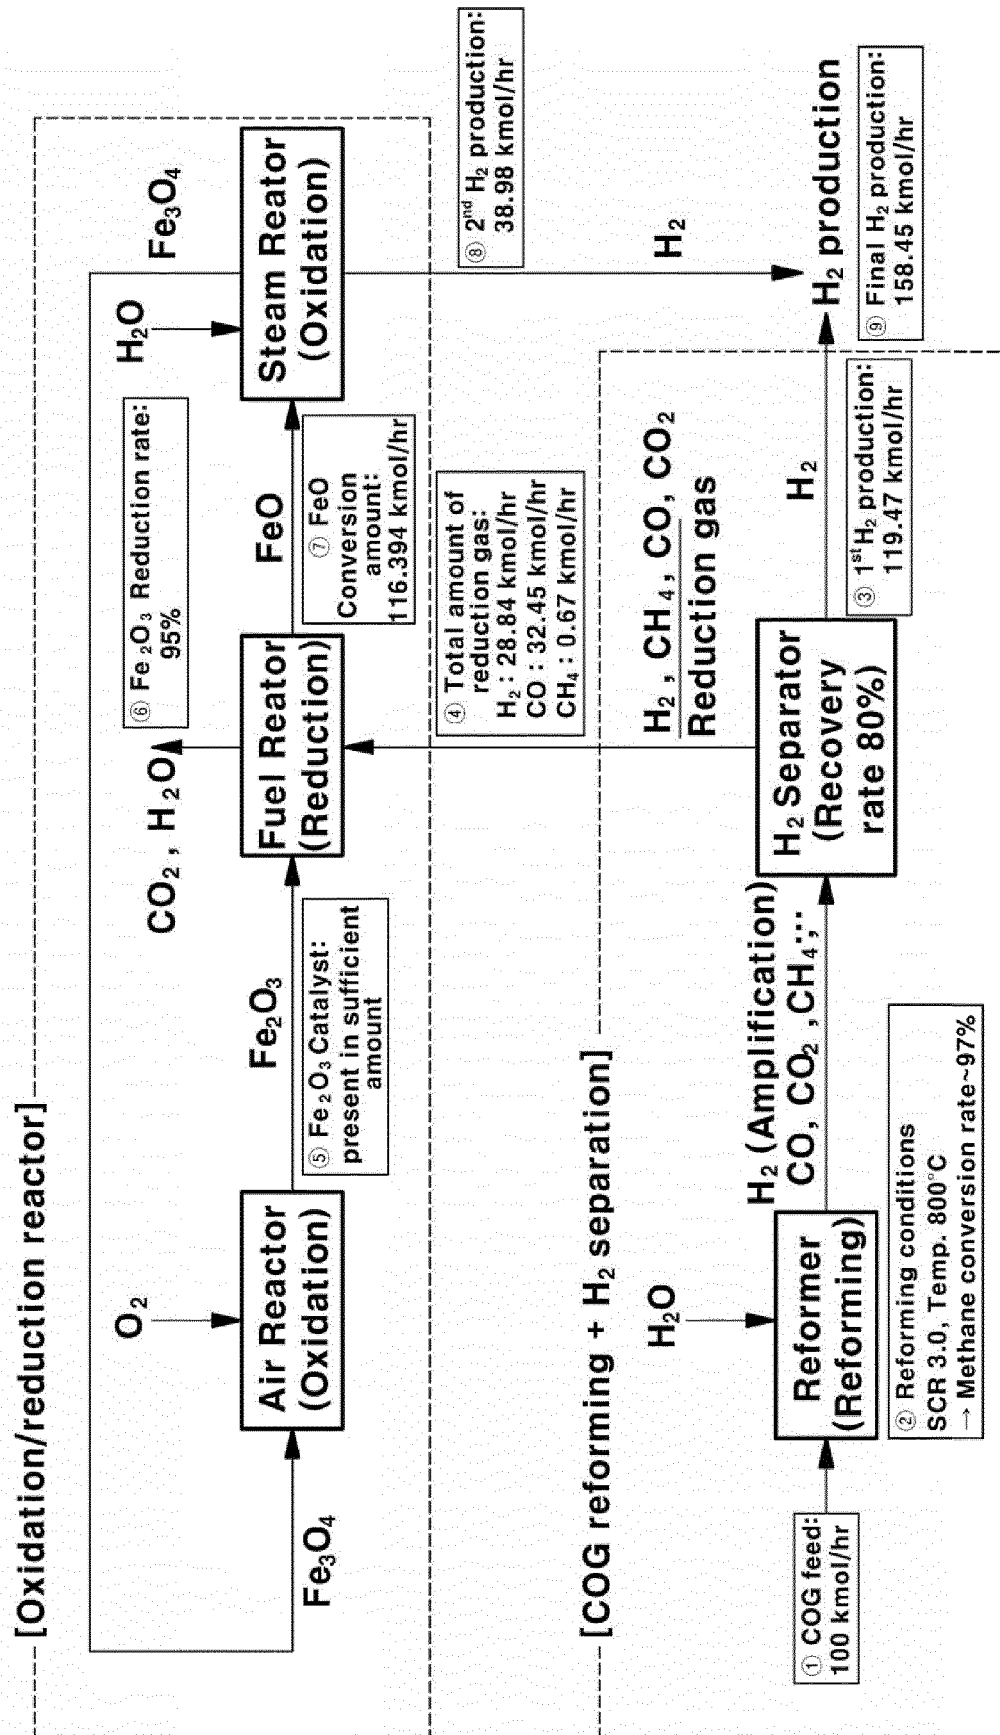 [Oxidation/reduction reactor]
O₂
Air Reactor
(Oxidation)
Fe₃O₄
Fe₂O₃
⑤ Fe₂O₃ Catalyst:
present in sufficient
amount
CO₂ , H₂O
⑥ Fe₂O₃ Reduction rate:
95%
Fuel Reator
(Reduction)
FeO
⑦ FeO
Conversion
amount:
116.394 kmol/hr
H₂O
Fe₃O₄
Steam Reator
(Oxidation)
④ Total amount of
reduction gas:
H₂ : 28.84 kmol/hr
CO : 32.45 kmol/hr
CH₄ : 0.67 kmol/hr
⑧ 2ⁿᵈ H₂ production:
38.98 kmol/hr
[COG reforming + H₂ separation]
H₂O
① COG feed:
100 kmol/hr
Reformer
(Reforming)
② Reforming conditions
SCR 3.0, Temp. 800°C
→ Methane conversion rate~97%
H₂ (Amplification)
CO, CO₂ ,CH₄,...
H₂ Separator
(Recovery
rate 80%)
H₂ , CH₄ , CO, CO₂
Reduction gas
H₂
③ 1ˢᵗ H₂ production:
119.47 kmol/hr
H₂
H₂ production
⑨ Final H₂ production:
158.45 kmol/hr